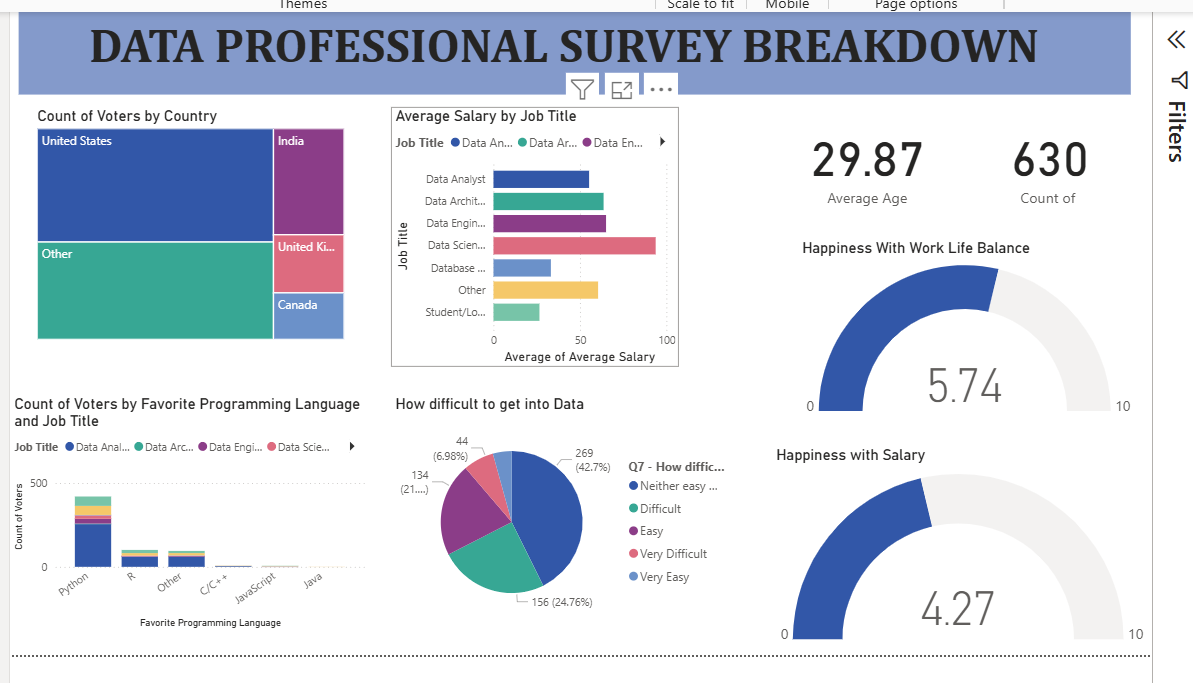 Themes
Scale to fit
Mobile
Page options
DATA PROFESSIONAL SURVEY BREAKDOWN
Filters
Count of Voters by Country
United States
India
Other
United Ki...
Canada
Average Salary by Job Title
Job Title Data An... Data Ar... Data En...
Job Title
Data Analyst
Data Archit...
Data Engin...
Data Scien...
Database ...
Other
Student/Lo...
0 50 100
Average of Average Salary
29.87
Average Age
630
Count of
Happiness With Work Life Balance
5.74
0
10
Count of Voters by Favorite Programming Language
and Job Title
Job Title Data Anal... Data Arc... Data Engi... Data Scie...
Count of Voters
500
0
Python
R
Other
C/C++
JavaScript
Java
Favorite Programming Language
How difficult to get into Data
44
(6.98%)
269
(42.7%)
134
(21....)
156 (24.76%)
Q7 - How diffic...
Neither easy ...
Difficult
Easy
Very Difficult
Very Easy
Happiness with Salary
4.27
0
10